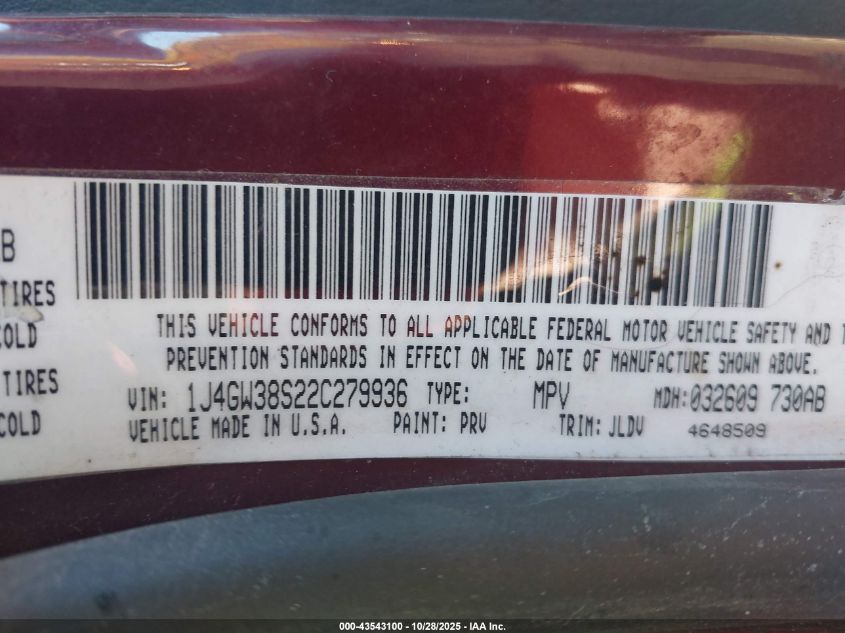 B
TIRES
COLD
TIRES
COLD
THIS VEHICLE CONFORMS TO ALL APPLICABLE FEDERAL MOTOR VEHICLE SAFETY AND T
PREVENTION STANDARDS IN EFFECT ON THE DATE OF MANUFACTURE SHOWN ABOVE.
VIN: 1J4GW38S22C279936 TYPE: MPV MDH:032609 730AB
VEHICLE MADE IN U.S.A. PAINT: PRV TRIM: JLDV 4648509
000-43543100 | 10/28/2025 | IAA Inc.